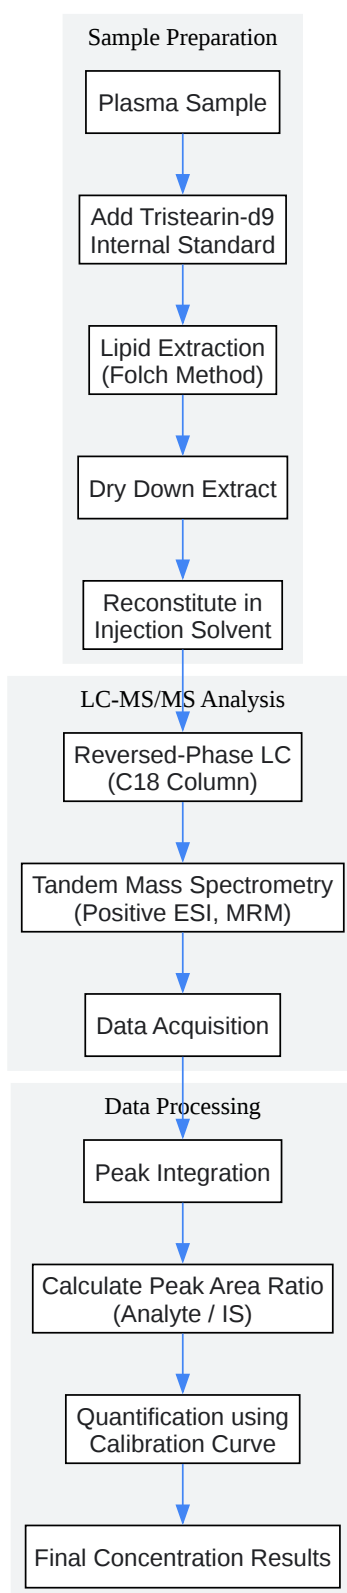 Sample Preparation
Plasma Sample
Add Tristearin-d9
Internal Standard
Lipid Extraction
(Folch Method)
Dry Down Extract
Reconstitute in
Injection Solvent
LC-MS/MS Analysis
Reversed-Phase LC
(C18 Column)
Tandem Mass Spectrometry
(Positive ESI, MRM)
Data Acquisition
Data Processing
Peak Integration
Calculate Peak Area Ratio
(Analyte / IS)
Quantification using
Calibration Curve
Final Concentration Results